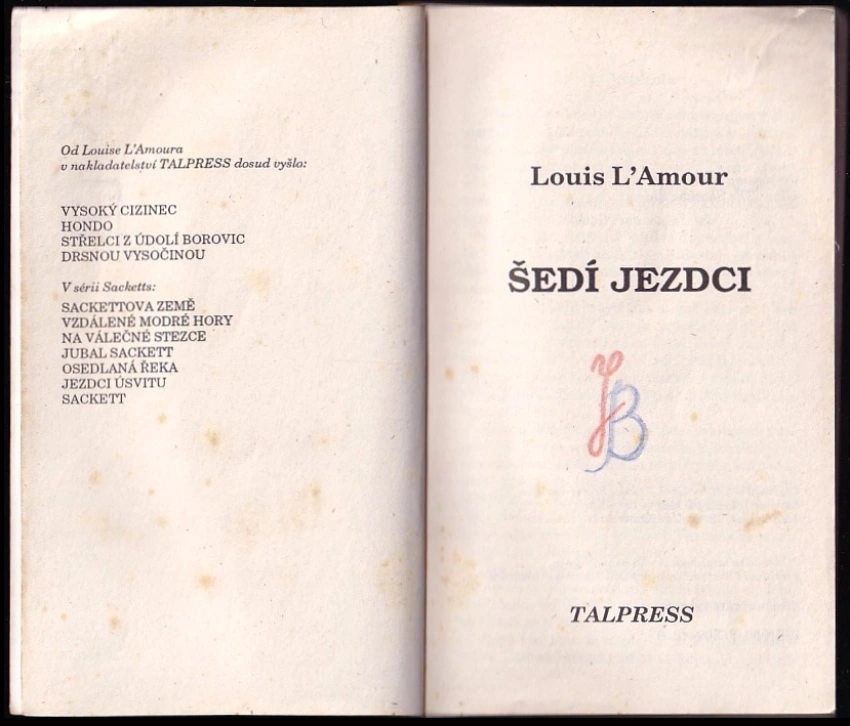 Od Louise L'Amoura
v nakladatelství TALPRESS dosud vyšlo:
VYSOKÝ CIZINEC
HONDO
STŘELCI Z ÚDOLÍ BOROVIC
DRSNOU VYSOČINOU
V sérii Sacketts:
SACKETTOVA ZEMĚ
VZDÁLENÉ MODRÉ HORY
NA VÁLEČNÉ STEZCE
JUBAL SACKETT
OSEDLANÁ ŘEKA
JEZDCI ÚSVITU
SACKETT
Louis L'Amour
ŠEDÍ JEZDCI
JB
TALPRESS